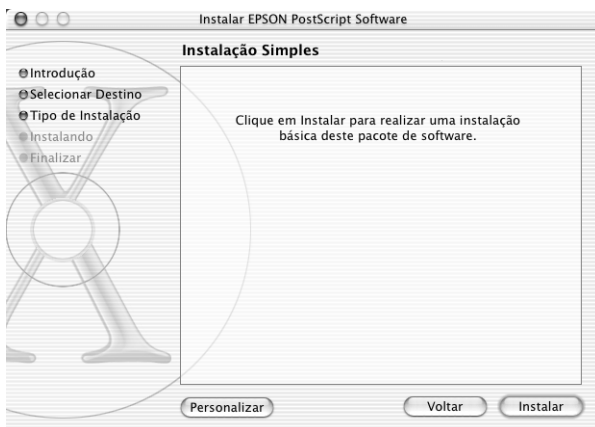 Instalar EPSON PostScript Software
Instalação Simples
Introdução
Selecionar Destino
Tipo de Instalação
Instalando
Finalizar
Clique em Instalar para realizar uma instalação
básica deste pacote de software.
Personalizar
Voltar
Instalar